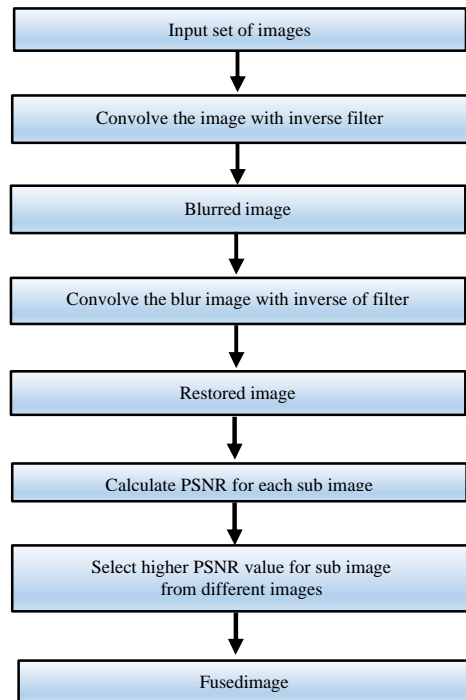 Input set of images
Convolve the image with inverse filter
Blurred image
Convolve the blur image with inverse of filter
Restored image
Calculate PSNR for each sub image
Select higher PSNR value for sub image
from different images
Fusedimage